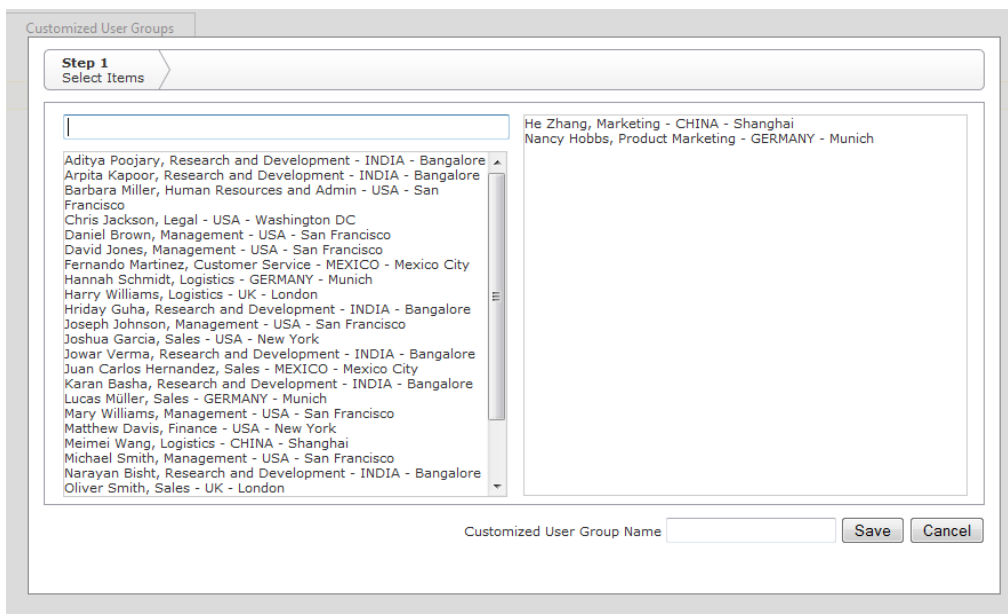 Customized User Groups
Step 1
Select Items
Aditya Poojary, Research and Development - INDIA - Bangalore
Arpita Kapoor, Research and Development - INDIA - Bangalore
Barbara Miller, Human Resources and Admin - USA - San
Francisco
Chris Jackson, Legal - USA - Washington DC
Daniel Brown, Management - USA - San Francisco
David Jones, Management - USA - San Francisco
Fernando Martinez, Customer Service - MEXICO - Mexico City
Hannah Schmidt, Logistics - GERMANY - Munich
Harry Williams, Logistics - UK - London
Hriday Guha, Research and Development - INDIA - Bangalore
Joseph Johnson, Management - USA - San Francisco
Joshua Garcia, Sales - USA - New York
Jowar Verma, Research and Development - INDIA - Bangalore
Juan Carlos Hernandez, Sales - MEXICO - Mexico City
Karan Basha, Research and Development - INDIA - Bangalore
Lucas Müller, Sales - GERMANY - Munich
Mary Williams, Management - USA - San Francisco
Matthew Davis, Finance - USA - New York
Meimei Wang, Logistics - CHINA - Shanghai
Michael Smith, Management - USA - San Francisco
Narayan Bisht, Research and Development - INDIA - Bangalore
Oliver Smith, Sales - UK - London
He Zhang, Marketing - CHINA - Shanghai
Nancy Hobbs, Product Marketing - GERMANY - Munich
Customized User Group Name
Save
Cancel